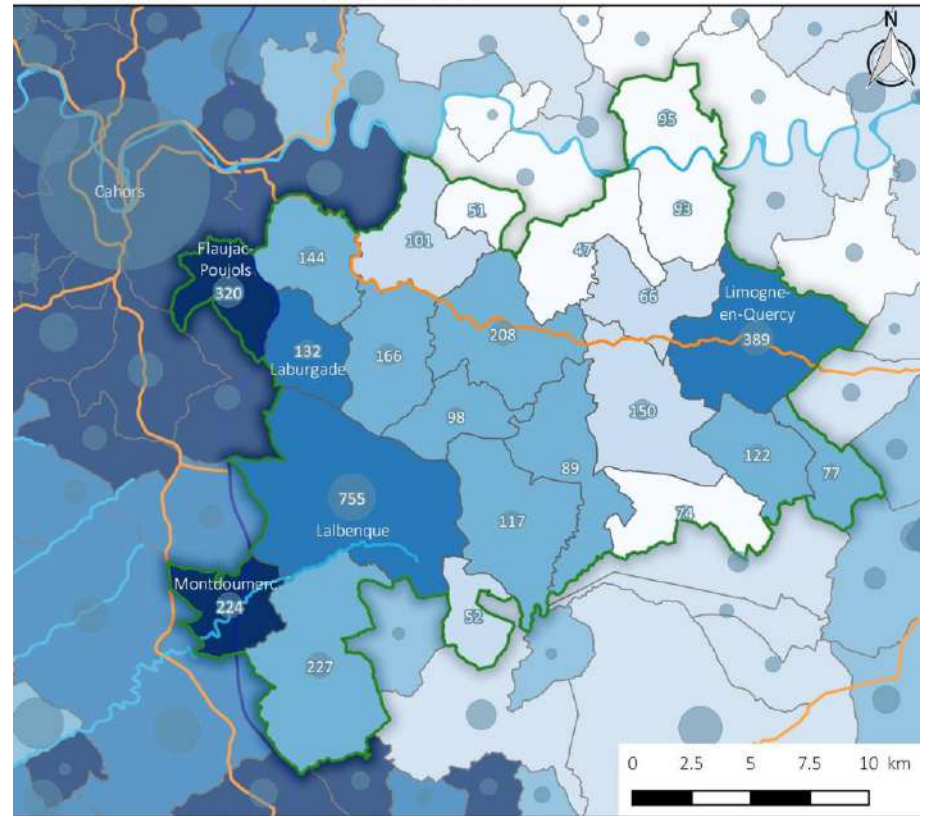 N
95
Cahors
51
93
101
47
Flaujac-
Poujols
320
144
66
Limogne-
en-Quercy
389
208
132
Laburgade
166
150
98
122
89
77
755
Lalbenque
117
74
Montdoumerc
224
52
227
0 2.5 5 7.5 10 km